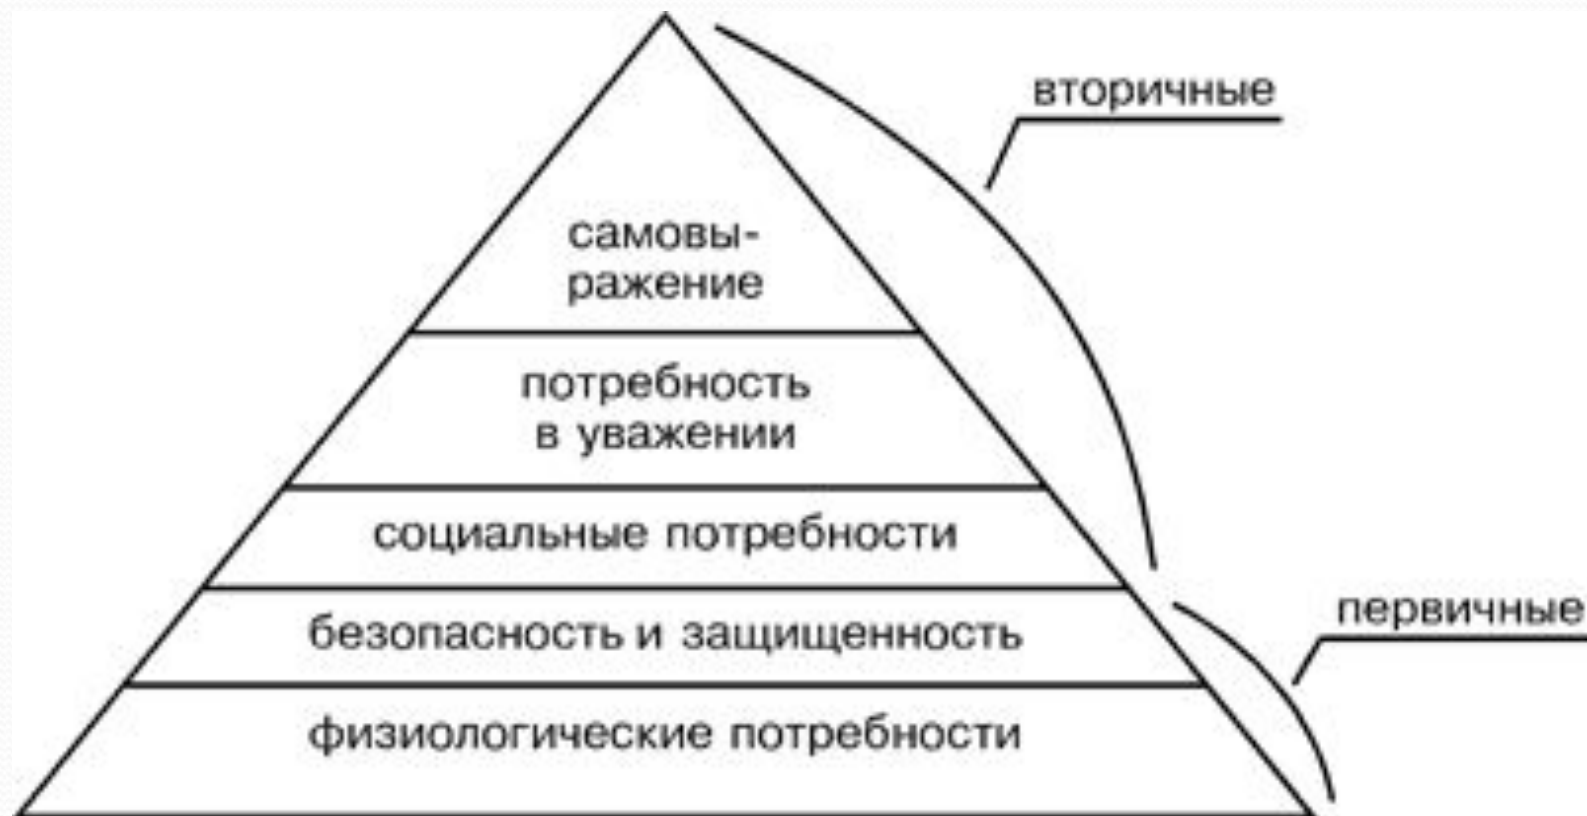 вторичные
самовы-
ражение
потребность
в уважении
социальные потребности
безопасность и защищенность
первичные
физиологические потребности